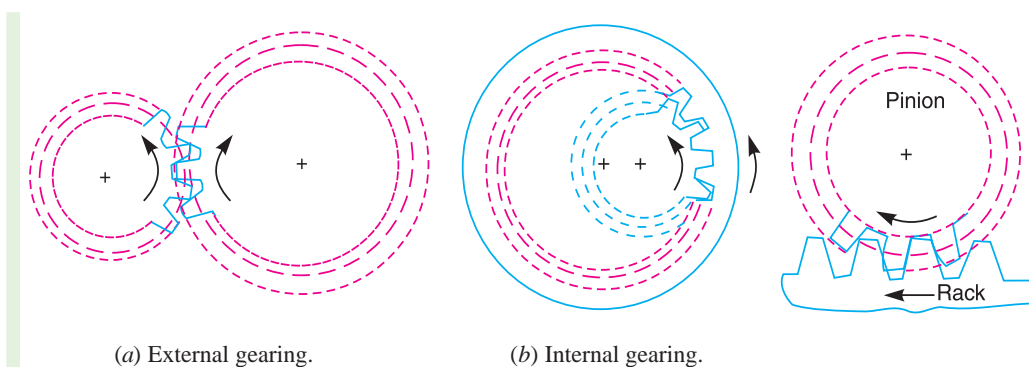 Pinion
Rack
(a) External gearing.
(b) Internal gearing.